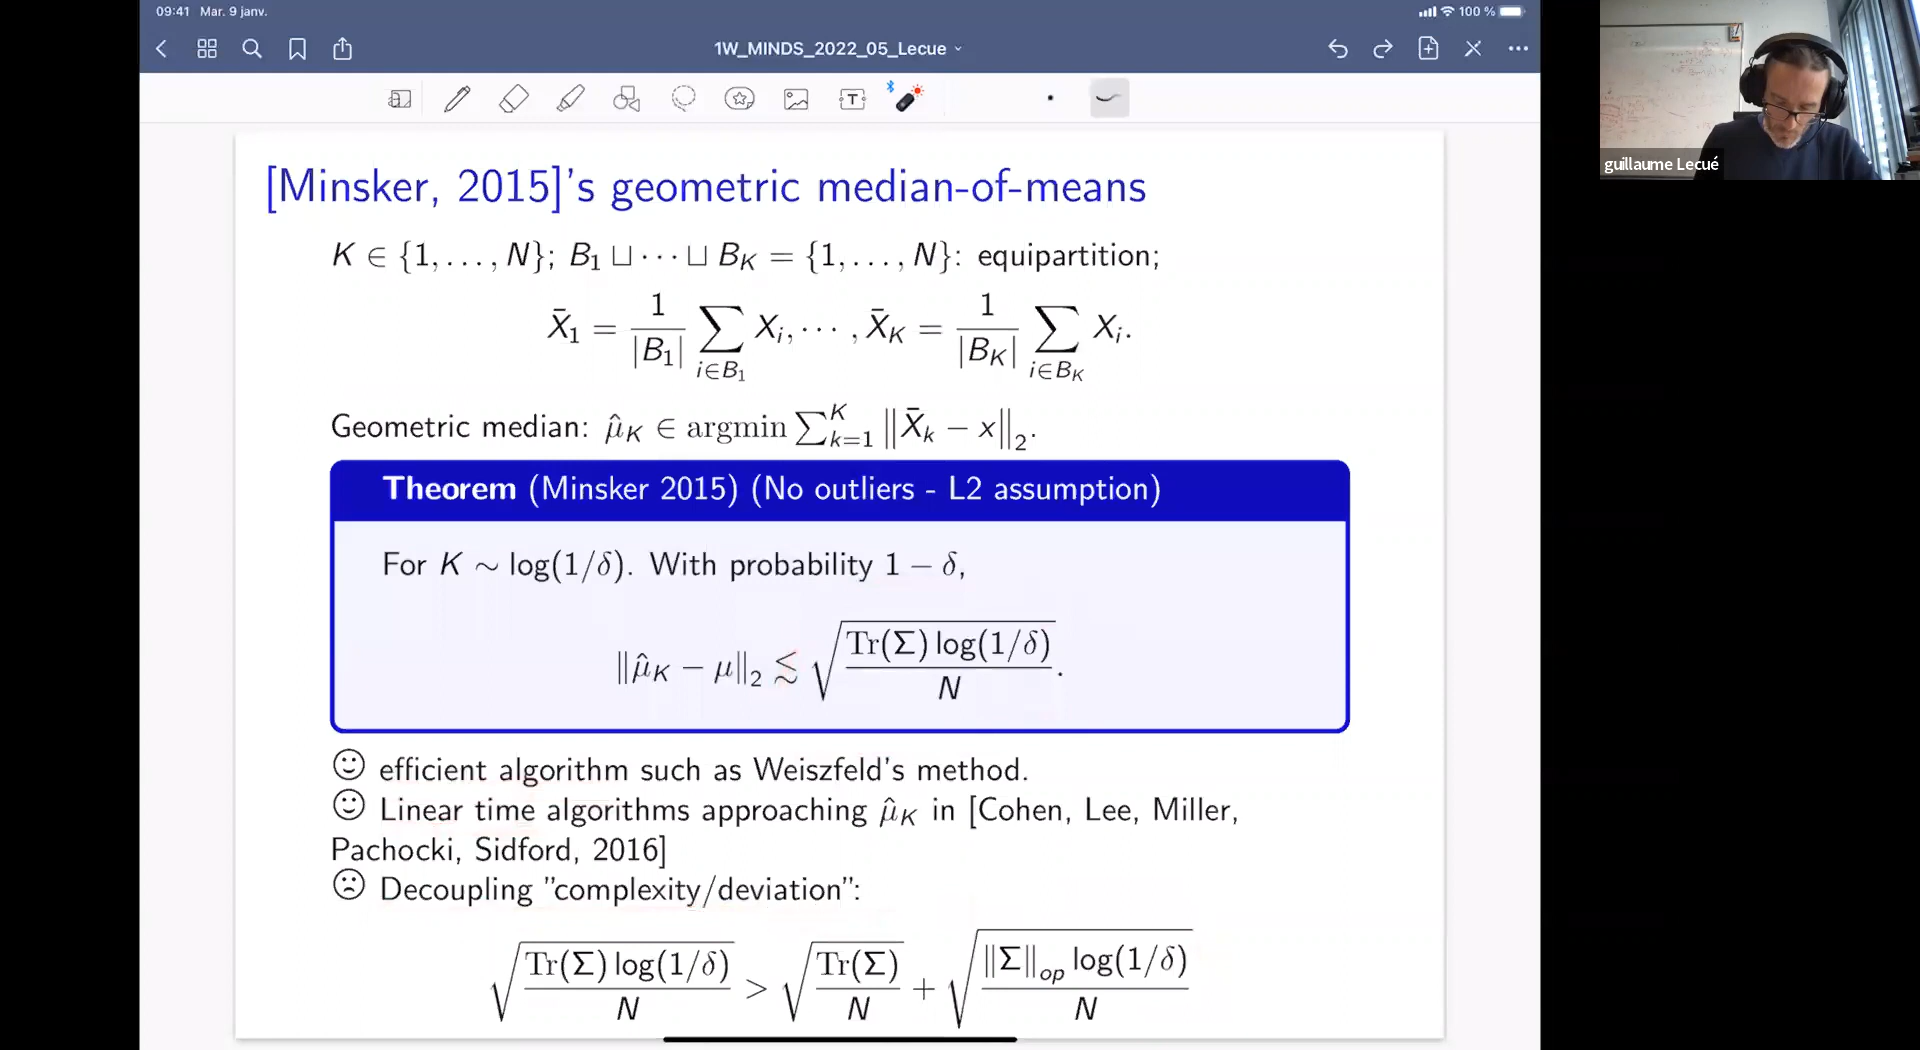 09:41 Mar. 9 janv.
100 %
1W_MINDS_2022_05_Lecue
guillaume Lecué
[Minsker, 2015]'s geometric median-of-means
K ∈ {1, . . . , N}; B₁ ⊔ · · · ⊔ B_K = {1, . . . , N}: equipartition;
X̄₁ = 1/|B₁| ∑_{i∈B₁} X_i, · · · , X̄_K = 1/|B_K| ∑_{i∈B_K} X_i.
Geometric median: μ̂_K ∈ argmin ∑_{k=1}^K ‖X̄_k − x‖₂.
Theorem (Minsker 2015) (No outliers - L2 assumption)
For K ∼ log(1/δ). With probability 1 − δ,
‖μ̂_K − μ‖₂ ≲ √(Tr(Σ) log(1/δ)/N).
☺ efficient algorithm such as Weiszfeld's method.
☺ Linear time algorithms approaching μ̂_K in [Cohen, Lee, Miller,
Pachocki, Sidford, 2016]
☹ Decoupling "complexity/deviation":
√(Tr(Σ) log(1/δ)/N) > √(Tr(Σ)/N) + √(‖Σ‖_{op} log(1/δ)/N)